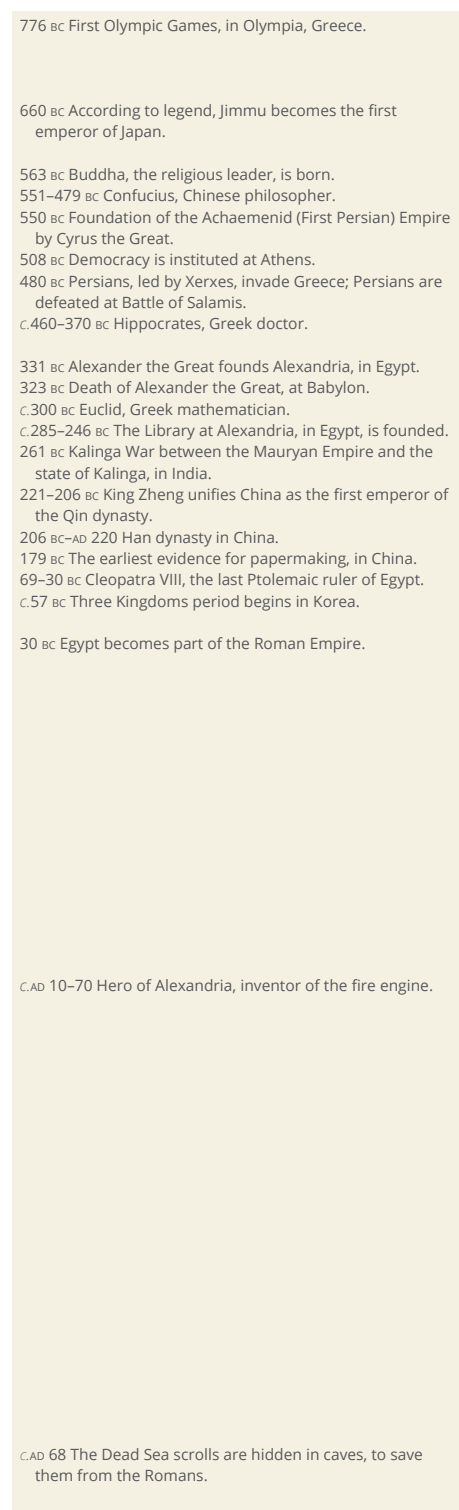 776 BC First Olympic Games, in Olympia, Greece.
660 BC According to legend, Jimmu becomes the first
emperor of Japan.
563 BC Buddha, the religious leader, is born.
551–479 BC Confucius, Chinese philosopher.
550 BC Foundation of the Achaemenid (First Persian) Empire
by Cyrus the Great.
508 BC Democracy is instituted at Athens.
480 BC Persians, led by Xerxes, invade Greece; Persians are
defeated at Battle of Salamis.
c.460–370 BC Hippocrates, Greek doctor.
331 BC Alexander the Great founds Alexandria, in Egypt.
323 BC Death of Alexander the Great, at Babylon.
c.300 BC Euclid, Greek mathematician.
c.285–246 BC The Library at Alexandria, in Egypt, is founded.
261 BC Kalinga War between the Mauryan Empire and the
state of Kalinga, in India.
221–206 BC King Zheng unifies China as the first emperor of
the Qin dynasty.
206 BC–AD 220 Han dynasty in China.
179 BC The earliest evidence for papermaking, in China.
69–30 BC Cleopatra VIII, the last Ptolemaic ruler of Egypt.
c.57 BC Three Kingdoms period begins in Korea.
30 BC Egypt becomes part of the Roman Empire.
c.AD 10–70 Hero of Alexandria, inventor of the fire engine.
c.AD 68 The Dead Sea scrolls are hidden in caves, to save
them from the Romans.